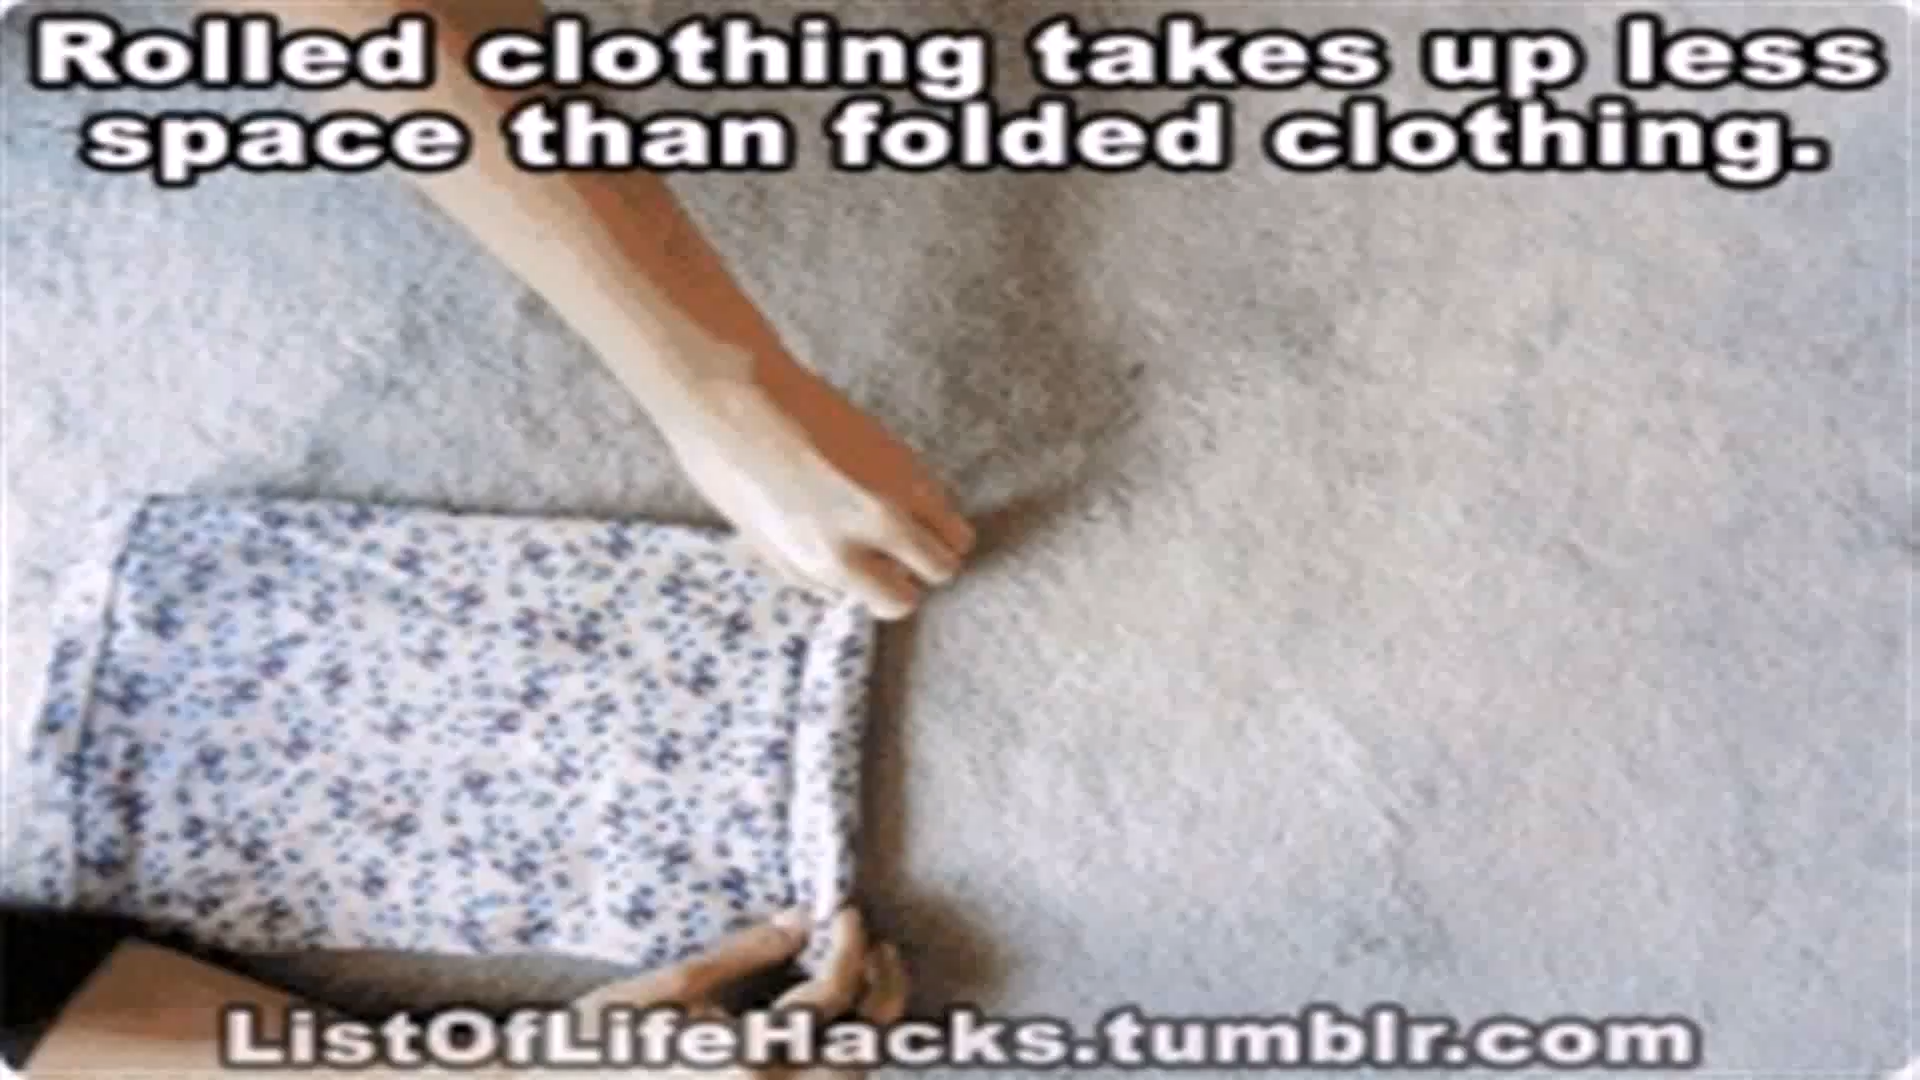 Rolled clothing takes up less
space than folded clothing.
ListOfLifeHacks.tumblr.com